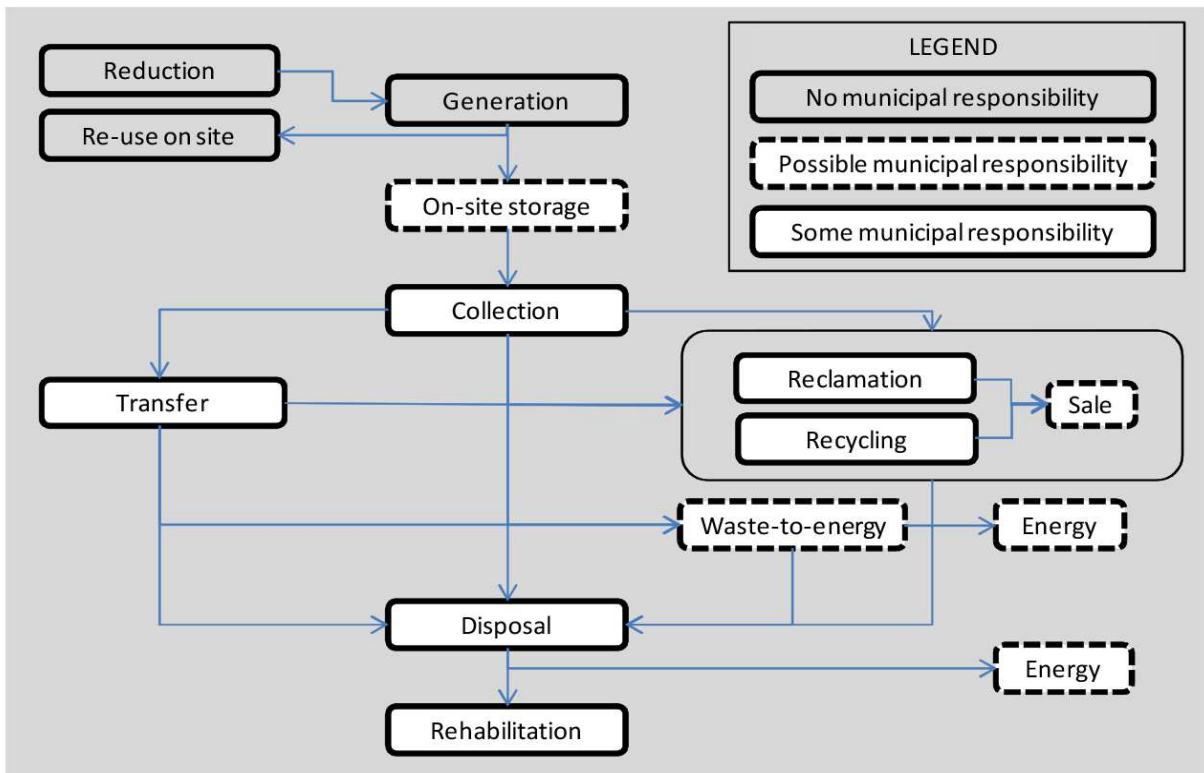 Reduction
Generation
Re-use on site
On-site storage
Collection
Transfer
Reclamation
Recycling
Sale
Waste-to-energy
Energy
Disposal
Energy
Rehabilitation
LEGEND
No municipal responsibility
Possible municipal responsibility
Some municipal responsibility